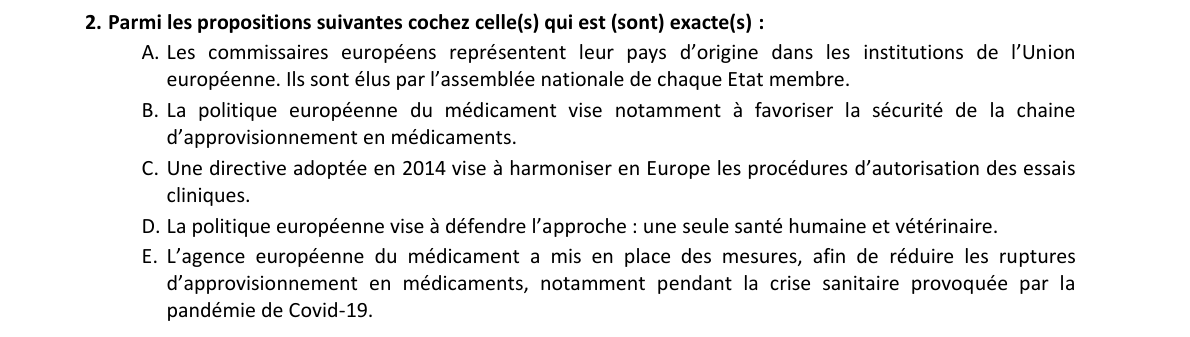 2. Parmi les propositions suivantes cochez celle(s) qui est (sont) exacte(s) :
A. Les commissaires européens représentent leur pays d’origine dans les institutions de l’Union
européenne. Ils sont élus par l’assemblée nationale de chaque Etat membre.
B. La politique européenne du médicament vise notamment à favoriser la sécurité de la chaine
d’approvisionnement en médicaments.
C. Une directive adoptée en 2014 vise à harmoniser en Europe les procédures d’autorisation des essais
cliniques.
D. La politique européenne vise à défendre l’approche : une seule santé humaine et vétérinaire.
E. L’agence européenne du médicament a mis en place des mesures, afin de réduire les ruptures
d’approvisionnement en médicaments, notamment pendant la crise sanitaire provoquée par la
pandémie de Covid-19.